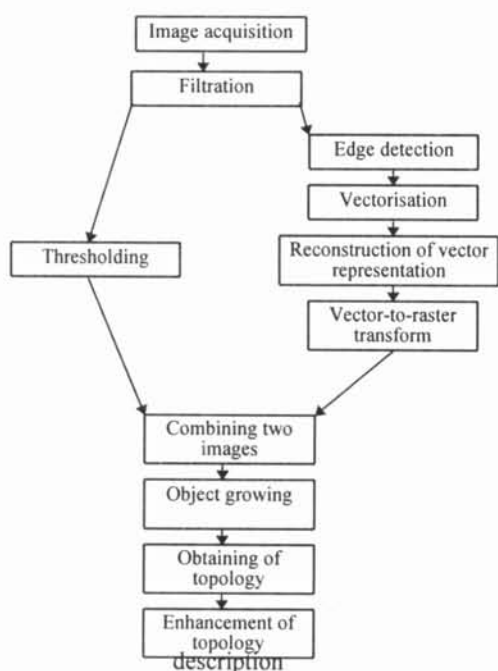 Image acquisition
Filtration
Edge detection
Vectorisation
Thresholding
Reconstruction of vector
representation
Vector-to-raster
transform
Combining two
images
Object growing
Obtaining of
topology
Enhancement of
topology
description